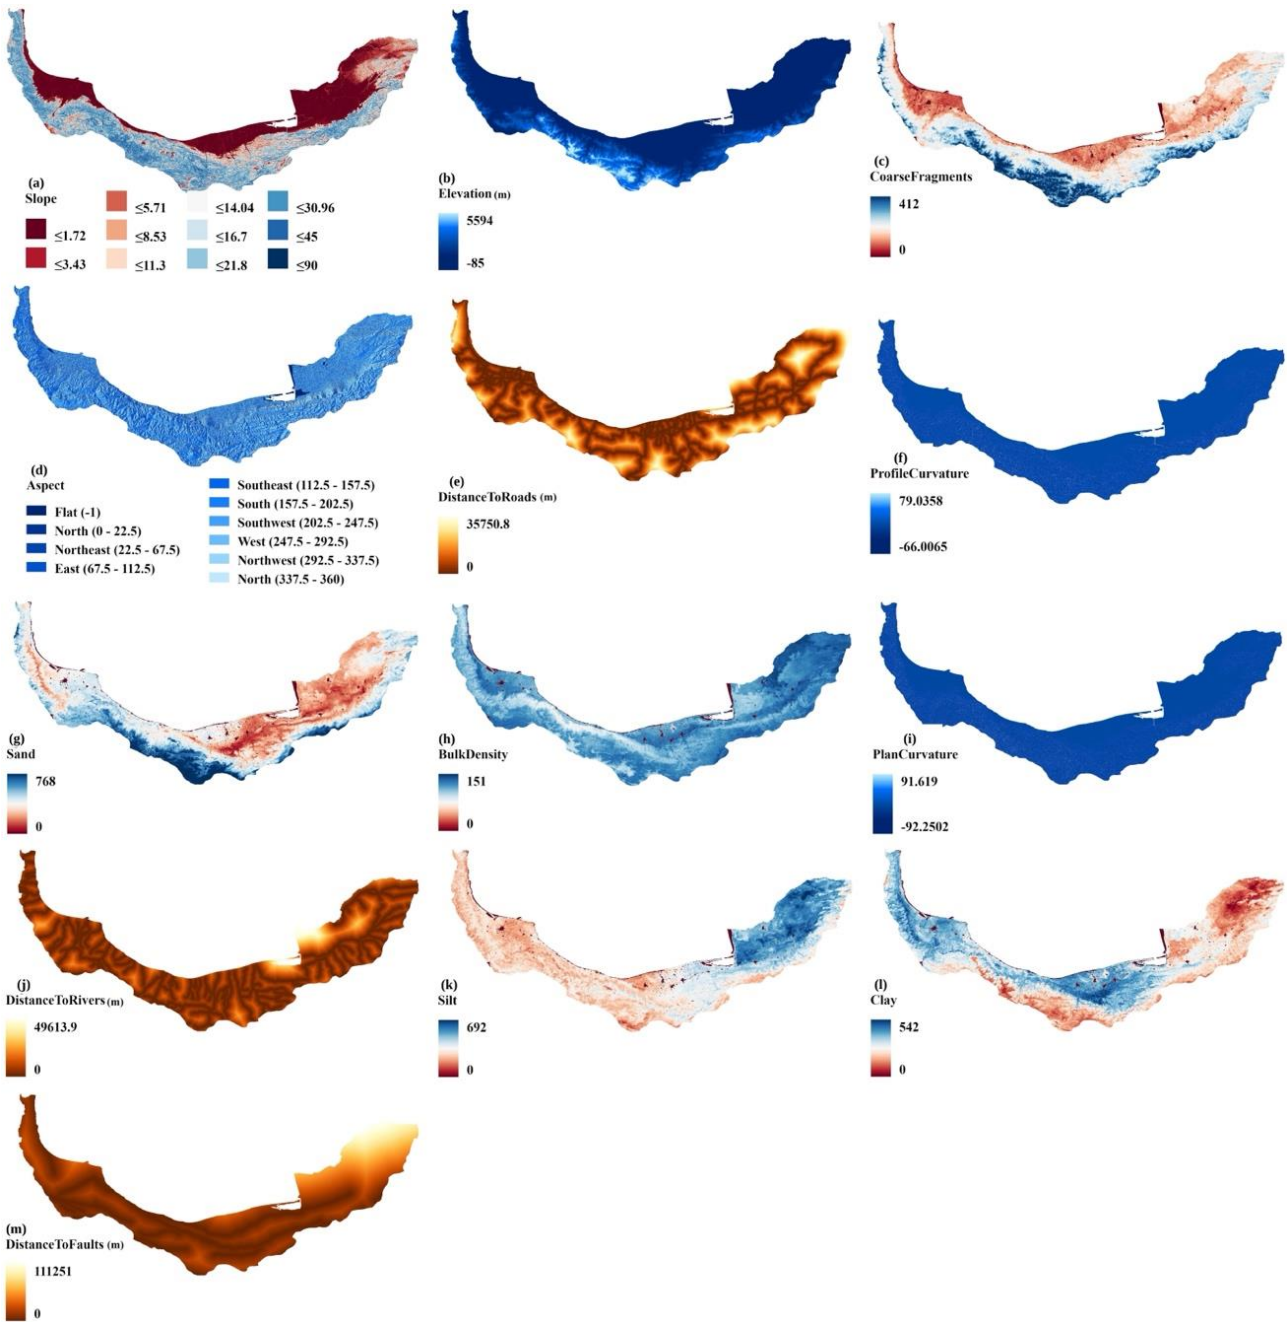 (a)
Slope
≤1.72
≤3.43
≤5.71
≤8.53
≤11.3
≤14.04
≤16.7
≤21.8
≤30.96
≤45
≤90
(b)
Elevation (m)
5594
-85
(c)
CoarseFragments
412
0
(d)
Aspect
Flat (-1)
North (0 - 22.5)
Northeast (22.5 - 67.5)
East (67.5 - 112.5)
Southeast (112.5 - 157.5)
South (157.5 - 202.5)
Southwest (202.5 - 247.5)
West (247.5 - 292.5)
Northwest (292.5 - 337.5)
North (337.5 - 360)
(e)
DistanceToRoads (m)
35750.8
0
(f)
ProfileCurvature
79.0358
-66.0065
(g)
Sand
768
0
(h)
BulkDensity
151
0
(i)
PlanCurvature
91.619
-92.2502
(j)
DistanceToRivers (m)
49613.9
0
(k)
Silt
692
0
(l)
Clay
542
0
(m)
DistanceToFaults (m)
111251
0